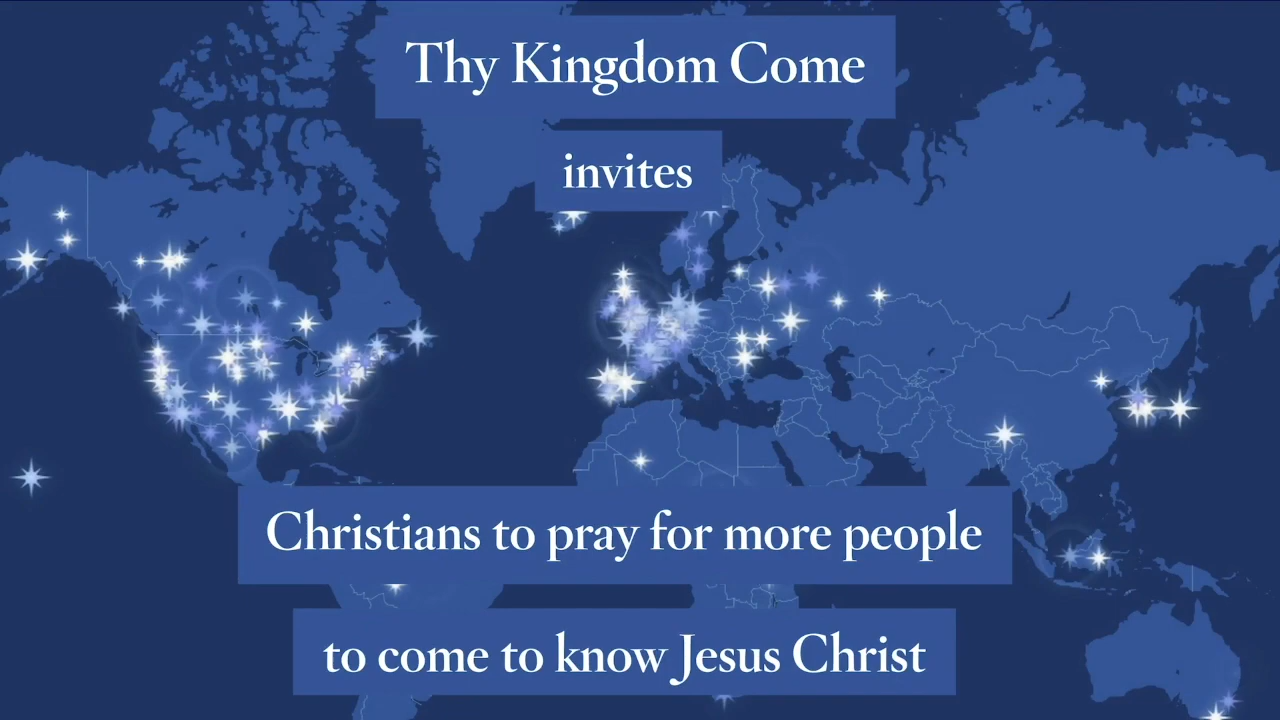 Thy Kingdom Come
invites
Christians to pray for more people
to come to know Jesus Christ